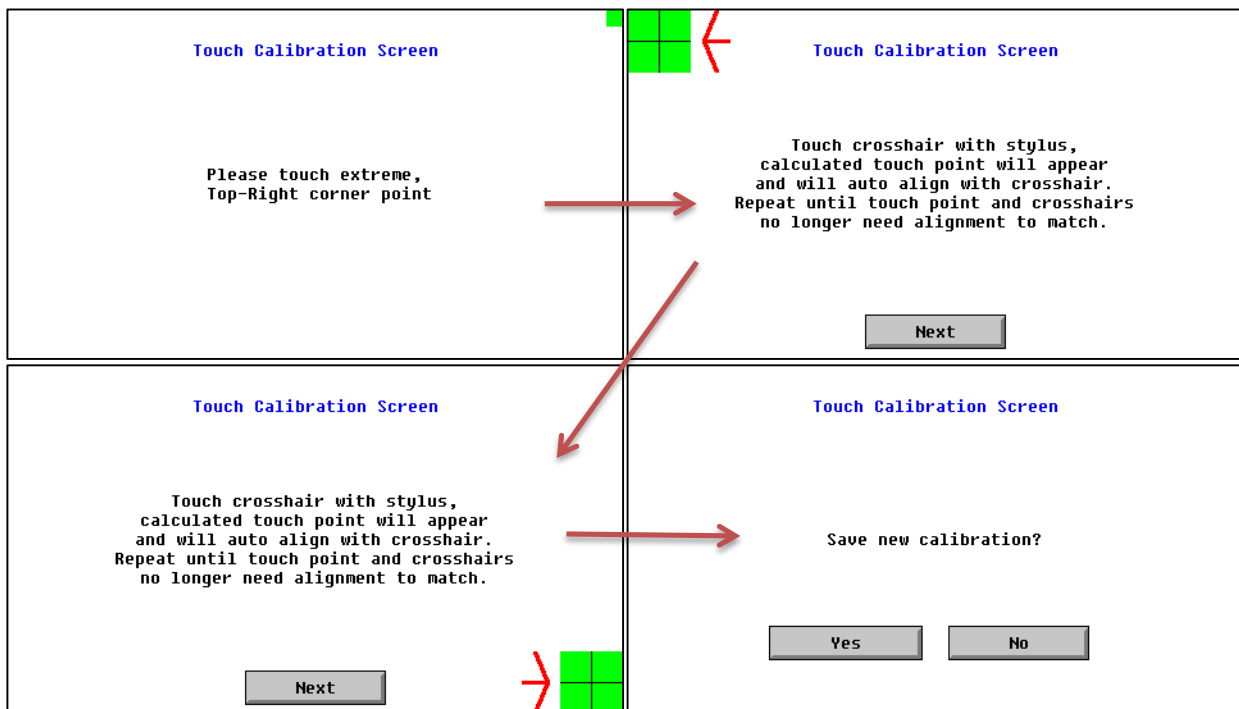 Touch Calibration Screen
Please touch extreme,
Top-Right corner point
Touch Calibration Screen
Touch crosshair with stylus,
calculated touch point will appear
and will auto align with crosshair.
Repeat until touch point and crosshairs
no longer need alignment to match.
Next
Touch Calibration Screen
Touch crosshair with stylus,
calculated touch point will appear
and will auto align with crosshair.
Repeat until touch point and crosshairs
no longer need alignment to match.
Next
Touch Calibration Screen
Save new calibration?
Yes No